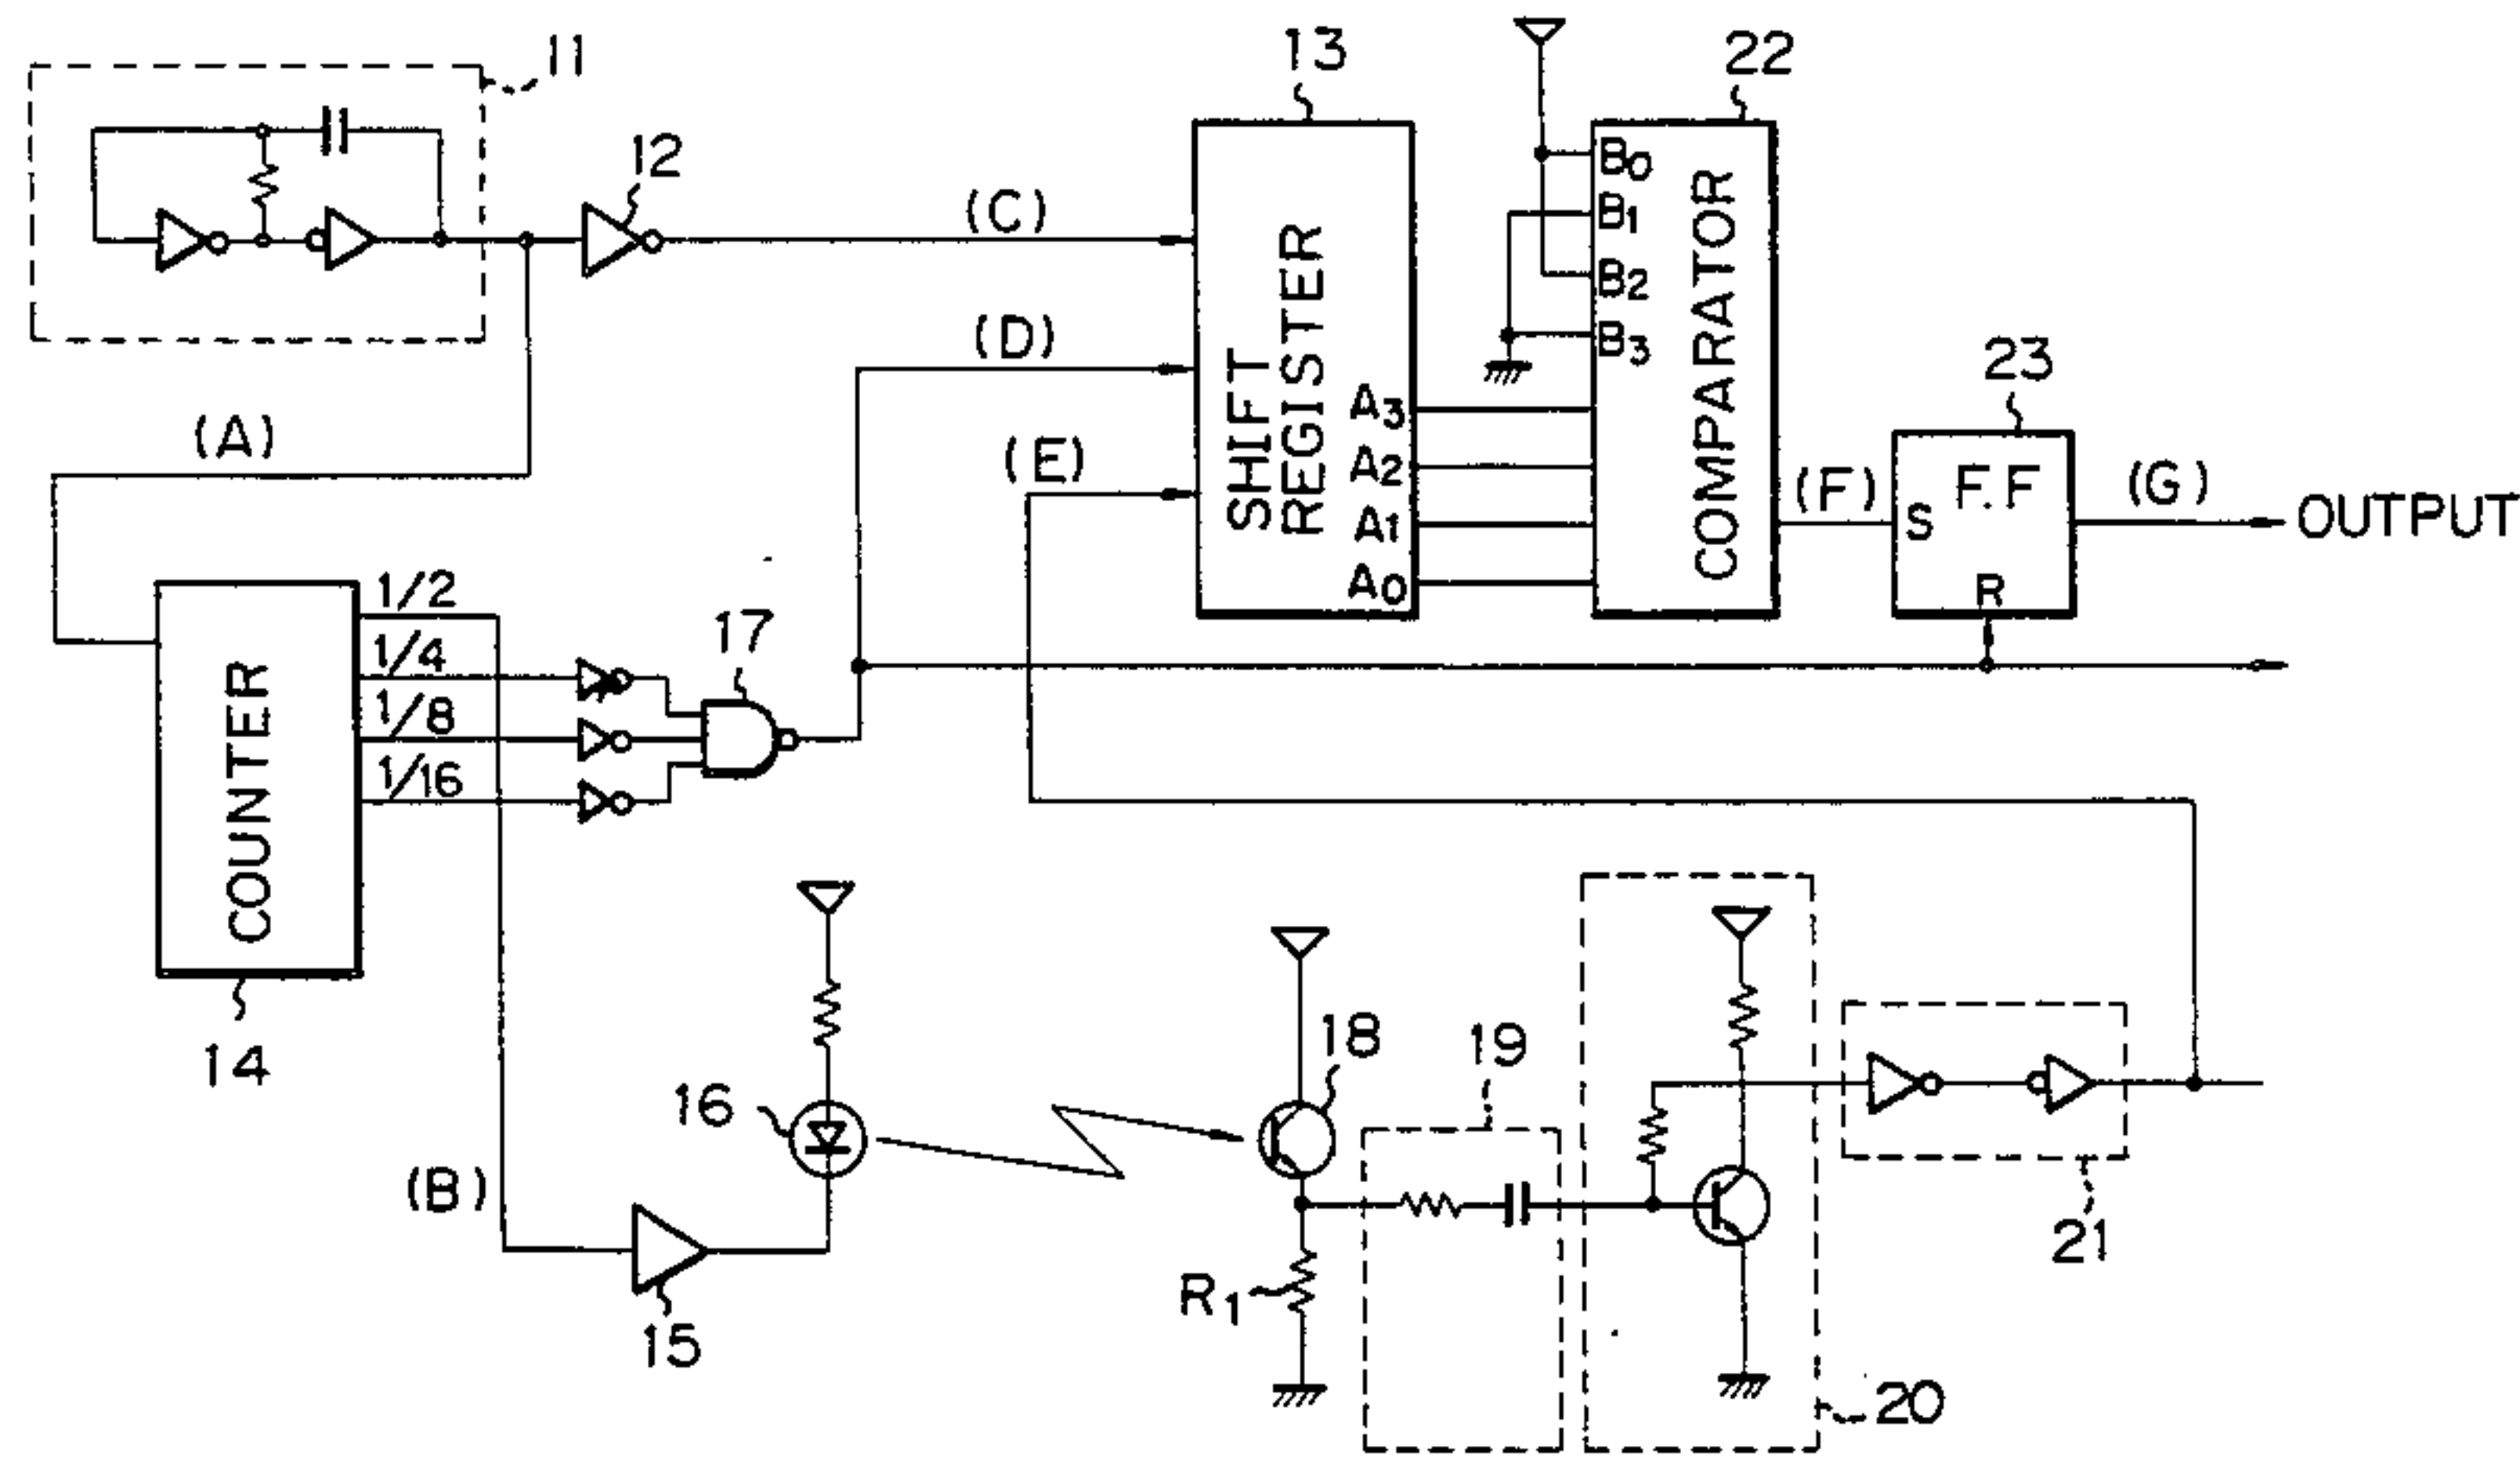 11
12
13
22
B0
B1
B2
B3
(C)
(D)
(E)
(A)
SHIFT
REGISTER
A3
A2
A1
A0
COMPARATOR
23
F.F
S
R
(F)
(G)
OUTPUT
1/2
1/4
1/8
1/16
17
COUNTER
14
(B)
15
16
18
19
R1
20
21